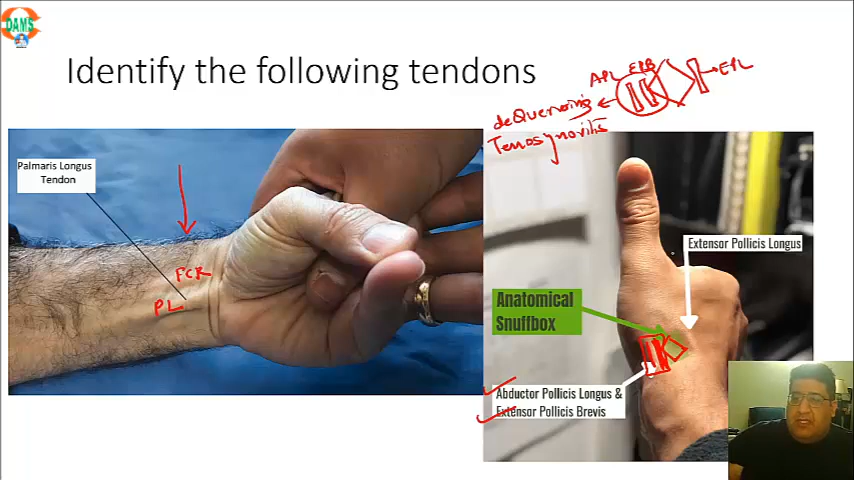 DAMS
Identify the following tendons
APL EPB
EPL
deQuervains
Tenosynovitis
Palmaris Longus
Tendon
FCR
PL
Extensor Pollicis Longus
Anatomical
Snuffbox
Abductor Pollicis Longus &
Extensor Pollicis Brevis